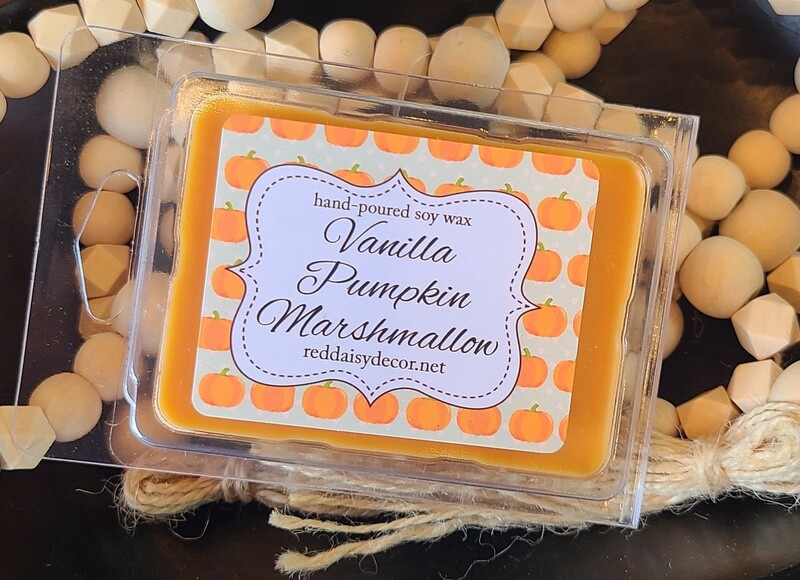 hand-poured soy wax
Vanilla
Pumpkin
Marshmallow
reddaisydecor.net